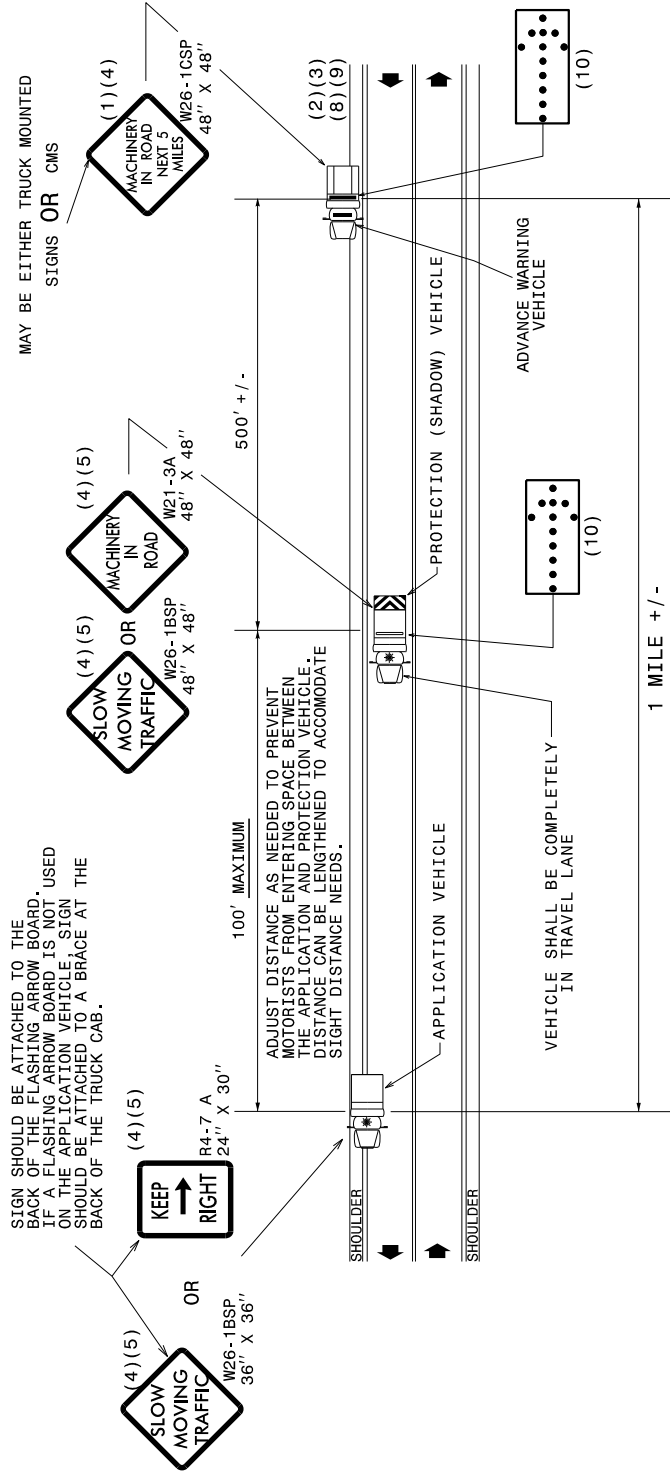 SIGN SHOULD BE ATTACHED TO THE
BACK OF THE FLASHING ARROW BOARD.
IF A FLASHING ARROW BOARD IS NOT USED
ON THE APPLICATION VEHICLE, SIGN
SHOULD BE ATTACHED TO A BRACE AT THE
BACK OF THE TRUCK CAB.
(4)(5)
SLOW
MOVING
TRAFFIC
W26-1BSP
36" X 36"
OR
(4)(5)
KEEP
RIGHT
R4-7 A
24" X 30"
(4)(5)
SLOW
MOVING
TRAFFIC
W26-1BSP
48" X 48"
OR
(4)(5)
MACHINERY
IN
ROAD
W21-3A
48" X 48"
MAY BE EITHER TRUCK MOUNTED
SIGNS OR CMS
(1)(4)
MACHINERY
IN ROAD
NEXT 5
MILES
W26-1CSP
48" X 48"
100' MAXIMUM
500' +/-
ADJUST DISTANCE AS NEEDED TO PREVENT
MOTORISTS FROM ENTERING SPACE BETWEEN
THE APPLICATION AND PROTECTION VEHICLE.
DISTANCE CAN BE LENGTHENED TO ACCOMODATE
SIGHT DISTANCE NEEDS.
(2)(3)
(8)(9)
SHOULDER
SHOULDER
APPLICATION VEHICLE
PROTECTION (SHADOW) VEHICLE
ADVANCE WARNING
VEHICLE
VEHICLE SHALL BE COMPLETELY
IN TRAVEL LANE
(10)
(10)
1 MILE +/-